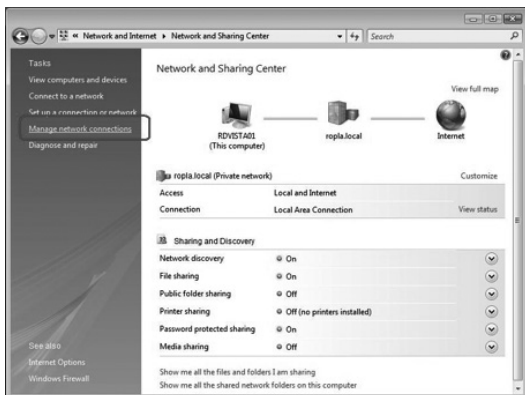 « Network and Internet ▸ Network and Sharing Center
Search
Tasks
View computers and devices
Connect to a network
Set up a connection or network
Manage network connections
Diagnose and repair
See also
Internet Options
Windows Firewall
Network and Sharing Center
View full map
RDVISTA01
(This computer)
ropla.local
Internet
ropla.local (Private network)
Customize
Access Local and Internet
Connection Local Area Connection View status
Sharing and Discovery
Network discovery On
File sharing On
Public folder sharing Off
Printer sharing Off (no printers installed)
Password protected sharing On
Media sharing Off
Show me all the files and folders I am sharing
Show me all the shared network folders on this computer